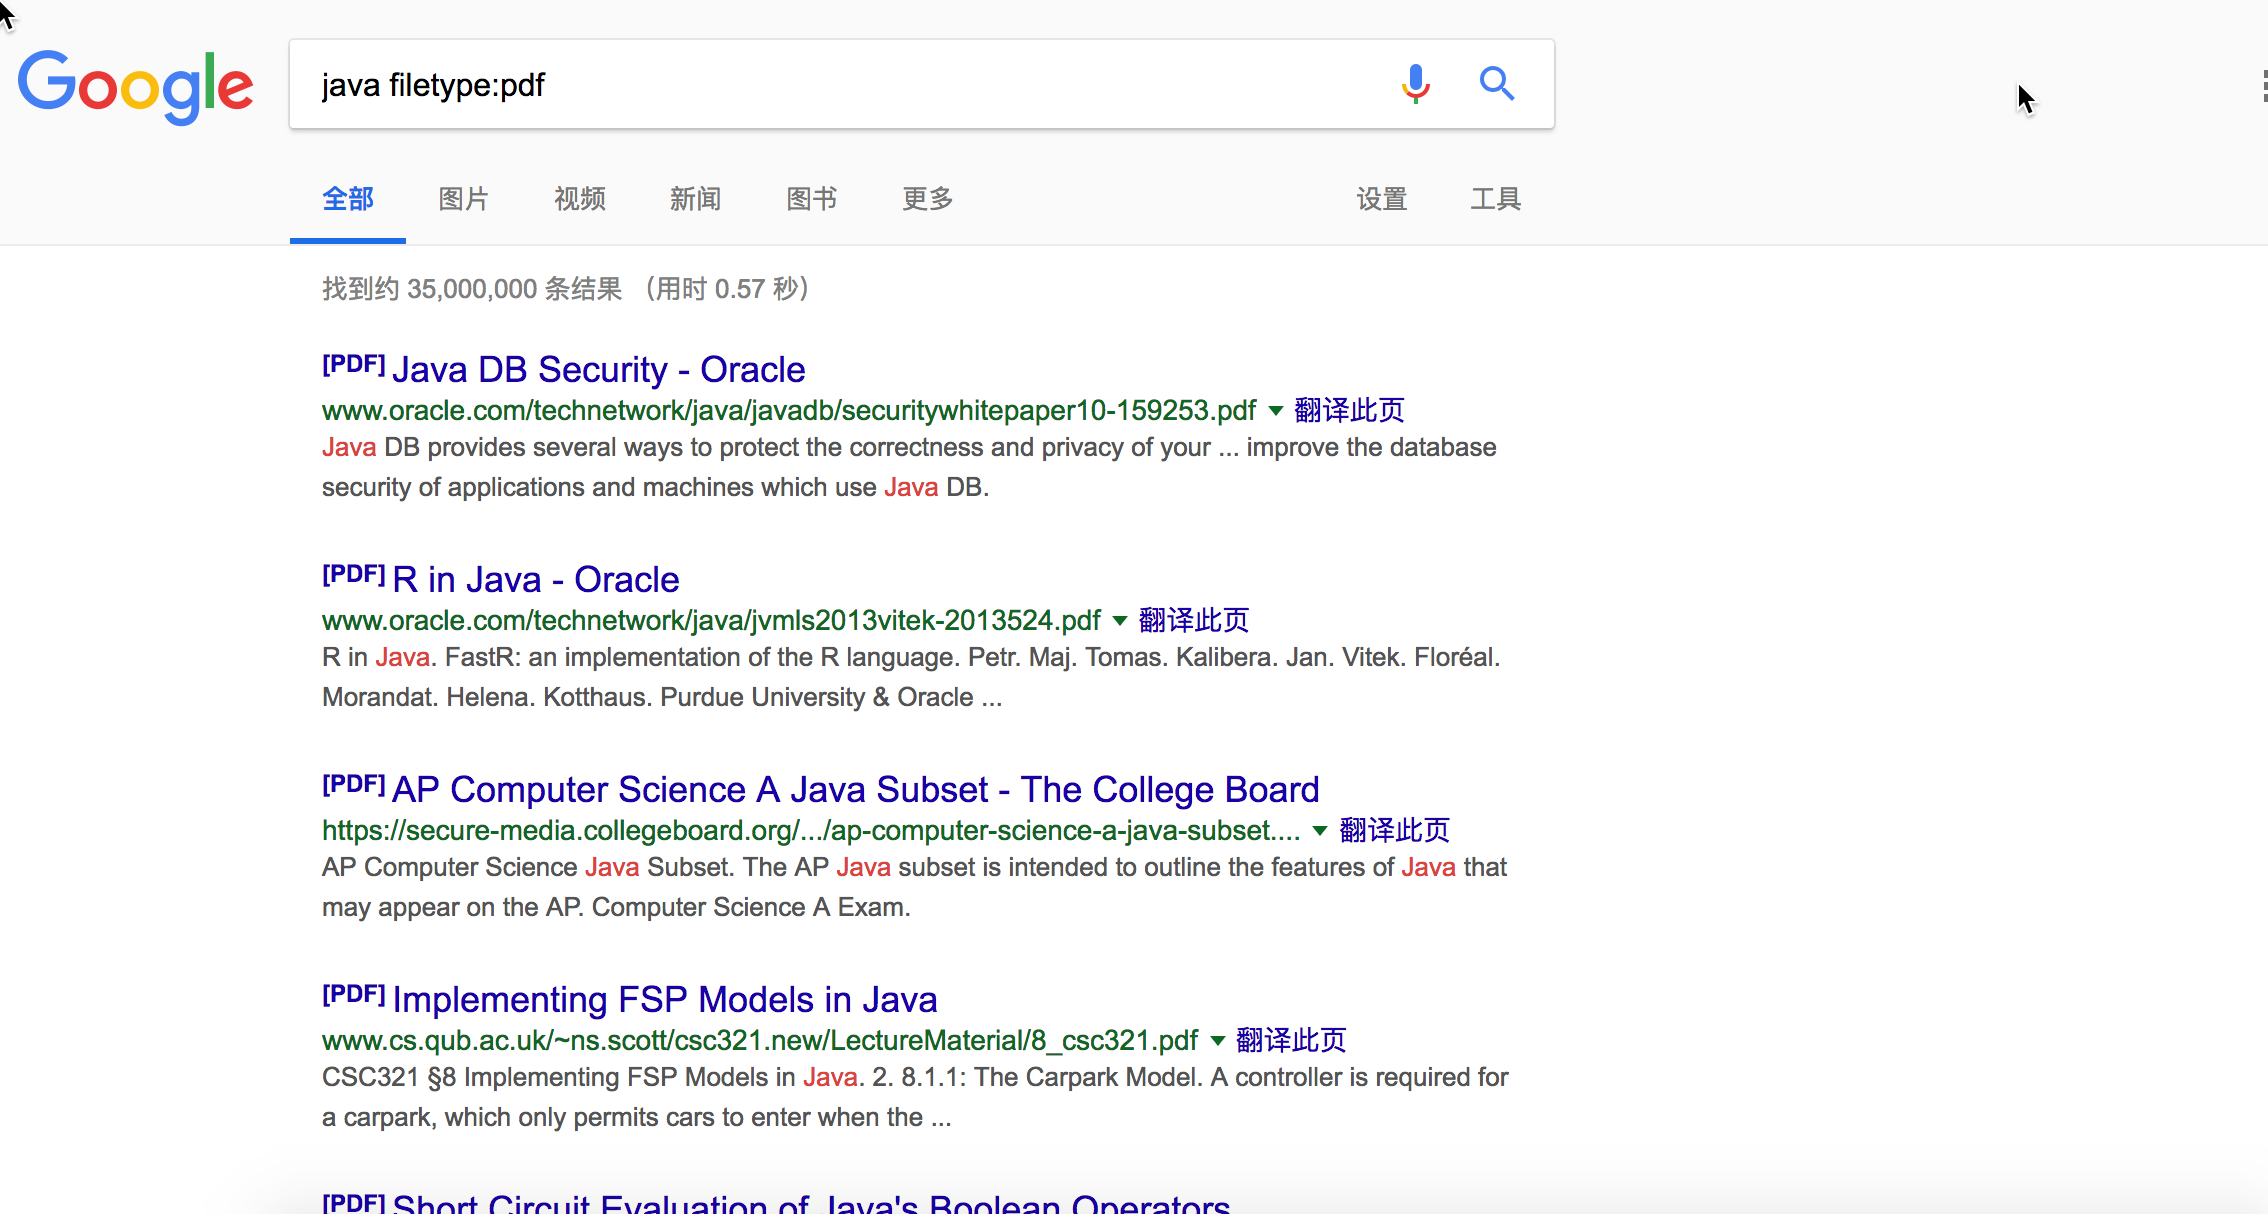 Google
java filetype:pdf
全部 图片 视频 新闻 图书 更多 设置 工具
找到约 35,000,000 条结果 （用时 0.57 秒）
[PDF] Java DB Security - Oracle
www.oracle.com/technetwork/java/javadb/securitywhitepaper10-159253.pdf 翻译此页
Java DB provides several ways to protect the correctness and privacy of your ... improve the database
security of applications and machines which use Java DB.
[PDF] R in Java - Oracle
www.oracle.com/technetwork/java/jvmls2013vitek-2013524.pdf 翻译此页
R in Java. FastR: an implementation of the R language. Petr. Maj. Tomas. Kalibera. Jan. Vitek. Floréal.
Morandat. Helena. Kotthaus. Purdue University & Oracle ...
[PDF] AP Computer Science A Java Subset - The College Board
https://secure-media.collegeboard.org/.../ap-computer-science-a-java-subset.... 翻译此页
AP Computer Science Java Subset. The AP Java subset is intended to outline the features of Java that
may appear on the AP. Computer Science A Exam.
[PDF] Implementing FSP Models in Java
www.cs.qub.ac.uk/~ns.scott/csc321.new/LectureMaterial/8_csc321.pdf 翻译此页
CSC321 §8 Implementing FSP Models in Java. 2. 8.1.1: The Carpark Model. A controller is required for
a carpark, which only permits cars to enter when the ...
[PDF] Short Circuit Evaluation of Java's Boolean Operators